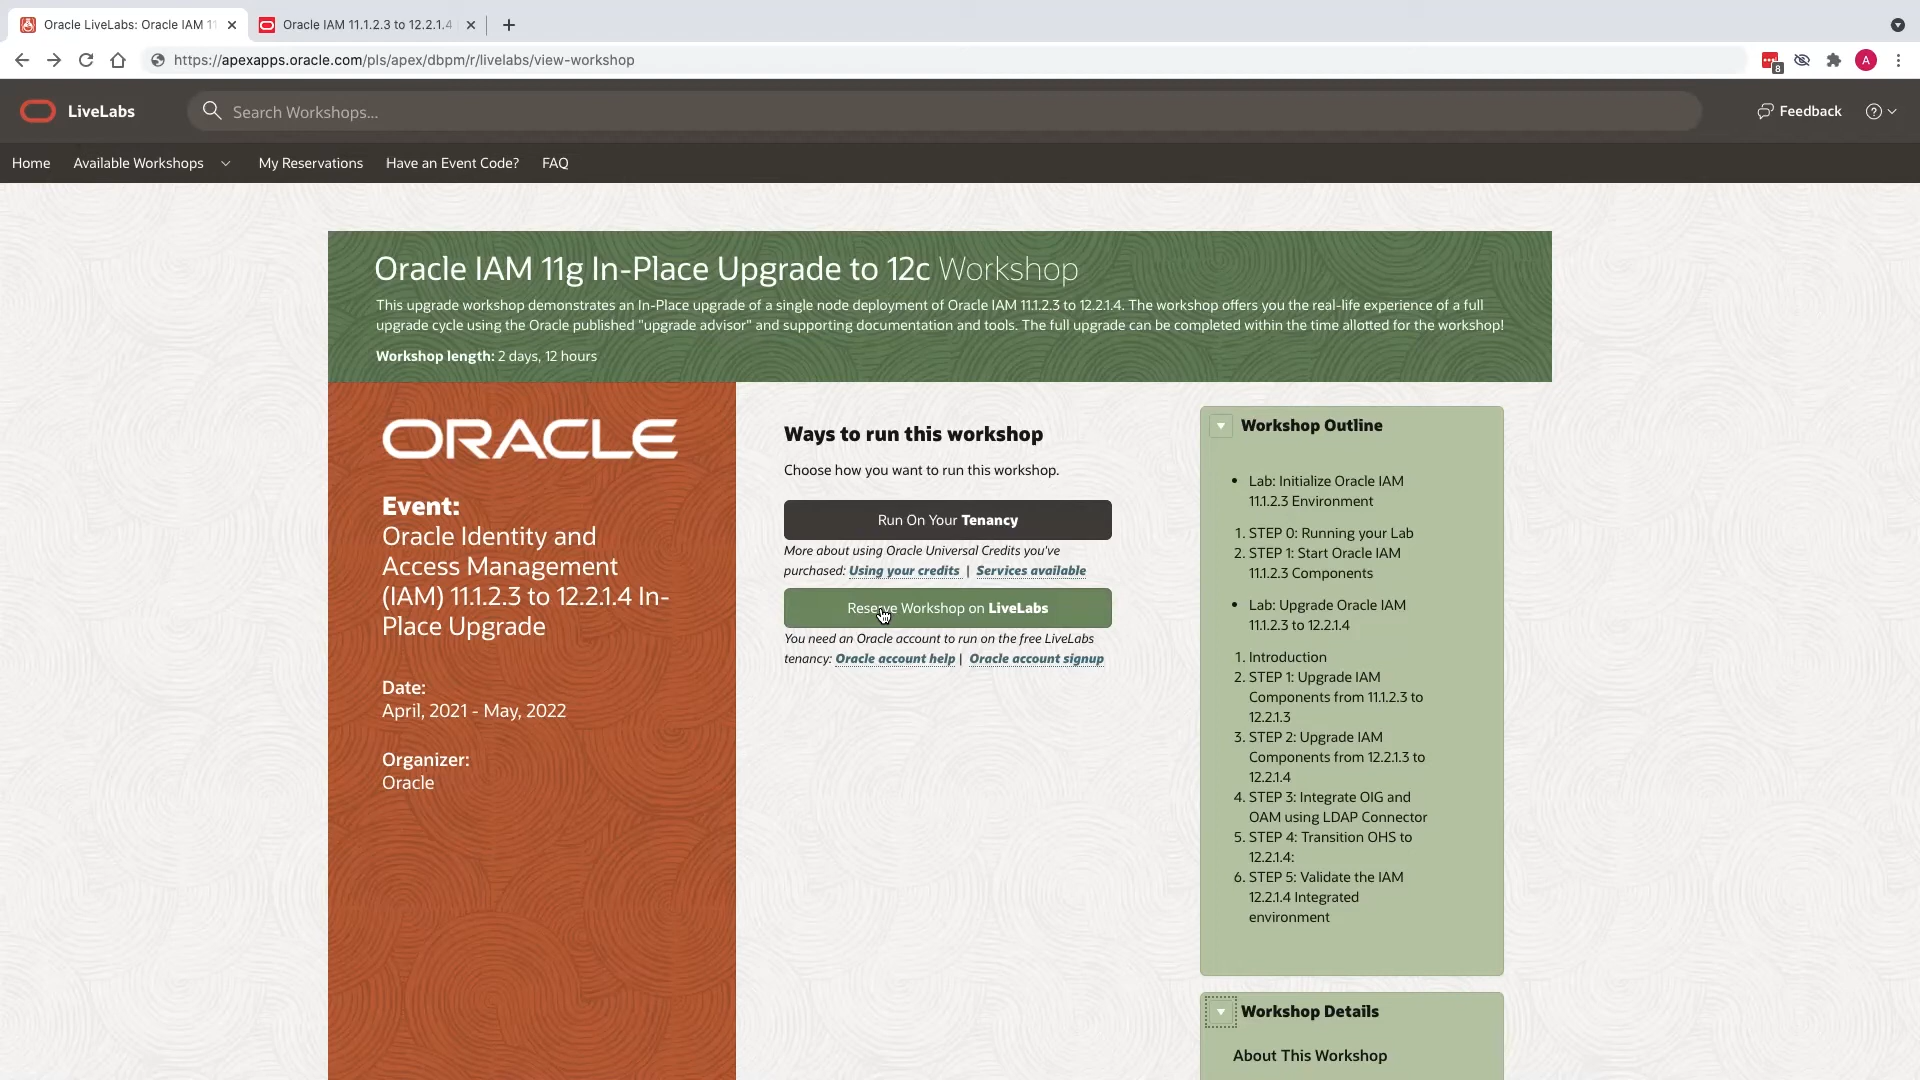 Oracle LiveLabs: Oracle IAM 11
Oracle IAM 11.1.2.3 to 12.2.1.4
https://apexapps.oracle.com/pls/apex/dbpm/r/livelabs/view-workshop
8
A
LiveLabs
Search Workshops...
Feedback
Home
Available Workshops
My Reservations
Have an Event Code?
FAQ
Oracle IAM 11g In-Place Upgrade to 12c Workshop
This upgrade workshop demonstrates an In-Place upgrade of a single node deployment of Oracle IAM 11.1.2.3 to 12.2.1.4. The workshop offers you the real-life experience of a full
upgrade cycle using the Oracle published "upgrade advisor" and supporting documentation and tools. The full upgrade can be completed within the time allotted for the workshop!
Workshop length: 2 days, 12 hours
ORACLE
Event:
Oracle Identity and
Access Management
(IAM) 11.1.2.3 to 12.2.1.4 In-
Place Upgrade
Date:
April, 2021 - May, 2022
Organizer:
Oracle
Ways to run this workshop
Choose how you want to run this workshop.
Run On Your Tenancy
More about using Oracle Universal Credits you've
purchased: Using your credits | Services available
Reserve Workshop on LiveLabs
You need an Oracle account to run on the free LiveLabs
tenancy: Oracle account help | Oracle account signup
Workshop Outline
• Lab: Initialize Oracle IAM
11.1.2.3 Environment
1. STEP 0: Running your Lab
2. STEP 1: Start Oracle IAM
11.1.2.3 Components
• Lab: Upgrade Oracle IAM
11.1.2.3 to 12.2.1.4
1. Introduction
2. STEP 1: Upgrade IAM
Components from 11.1.2.3 to
12.2.1.3
3. STEP 2: Upgrade IAM
Components from 12.2.1.3 to
12.2.1.4
4. STEP 3: Integrate OIG and
OAM using LDAP Connector
5. STEP 4: Transition OHS to
12.2.1.4:
6. STEP 5: Validate the IAM
12.2.1.4 Integrated
environment
Workshop Details
About This Workshop